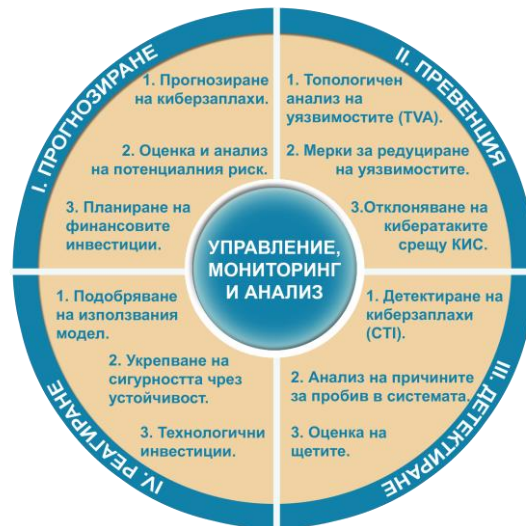 I. ПРОГНОЗИРАНЕ
1. Прогнозиране
на киберзаплахи.
2. Оценка и анализ
на потенциалния риск.
3. Планиране на
финансовите
инвестиции.
II. ПРЕВЕНЦИЯ
1. Топологичен
анализ на
уязвимостите (TVA).
2. Мерки за редуциране
на уязвимостите.
3.Отклоняване на
кибератаките
срещу КИС.
УПРАВЛЕНИЕ,
МОНИТОРИНГ
И АНАЛИЗ
III. ДЕТЕКТИРАНЕ
1. Детектиране на
киберзаплахи
(CTI).
2. Анализ на причините
за пробив в системата.
3. Оценка на
щетите.
IV. РЕАГИРАНЕ
1. Подобряване
на използвания
модел.
2. Укрепване на
сигурността чрез
устойчивост.
3. Технологични
инвестиции.